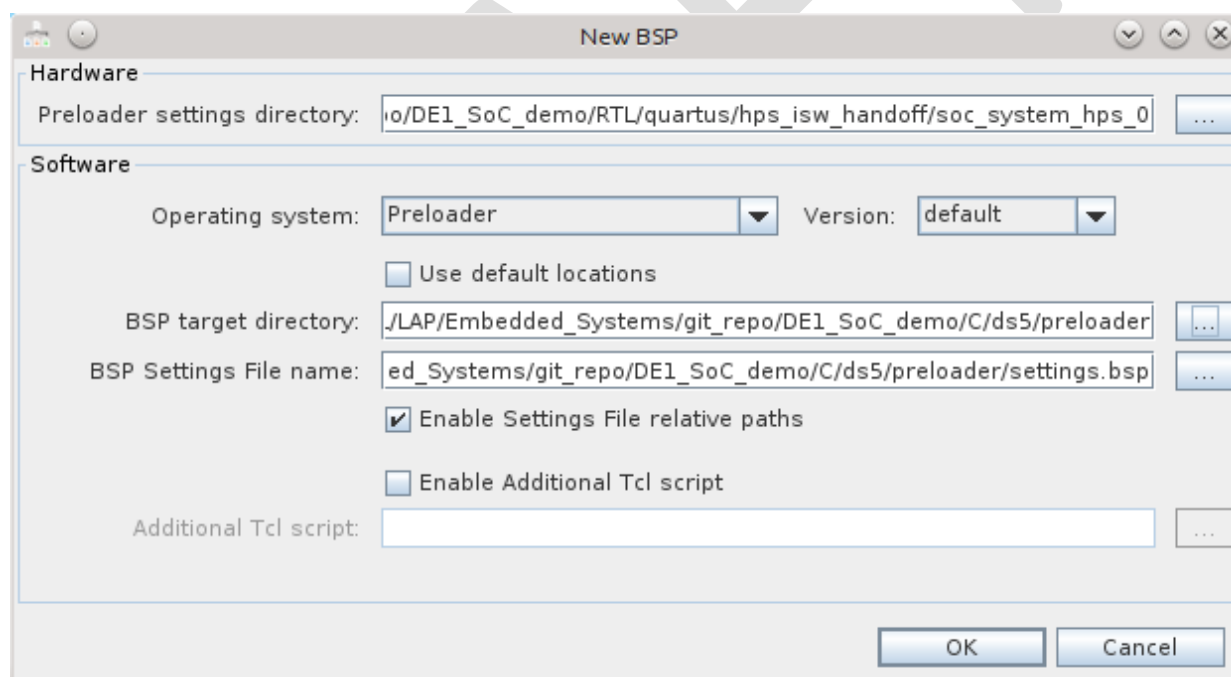 New BSP
Hardware
Preloader settings directory: o/DE1_SoC_demo/RTL/quartus/hps_isw_handoff/soc_system_hps_0 ...
Software
Operating system: Preloader Version: default
Use default locations
BSP target directory: ./LAP/Embedded_Systems/git_repo/DE1_SoC_demo/C/ds5/preloader ...
BSP Settings File name: ed_Systems/git_repo/DE1_SoC_demo/C/ds5/preloader/settings.bsp ...
Enable Settings File relative paths
Enable Additional Tcl script
Additional Tcl script: ...
OK Cancel